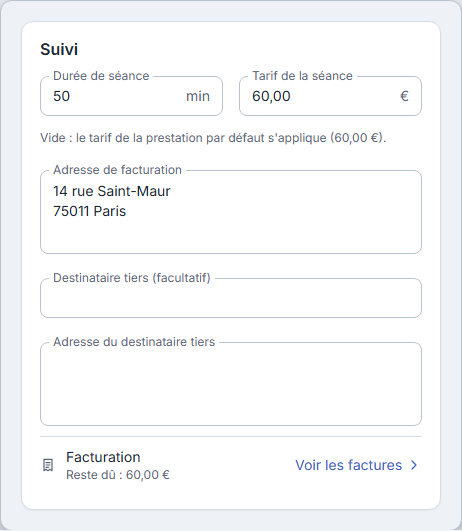 Suivi
Durée de séance
50 min
Tarif de la séance
60,00 €
Vide : le tarif de la prestation par défaut s'applique (60,00 €).
Adresse de facturation
14 rue Saint-Maur
75011 Paris
Destinataire tiers (facultatif)
Adresse du destinataire tiers
Facturation
Reste dû : 60,00 €
Voir les factures